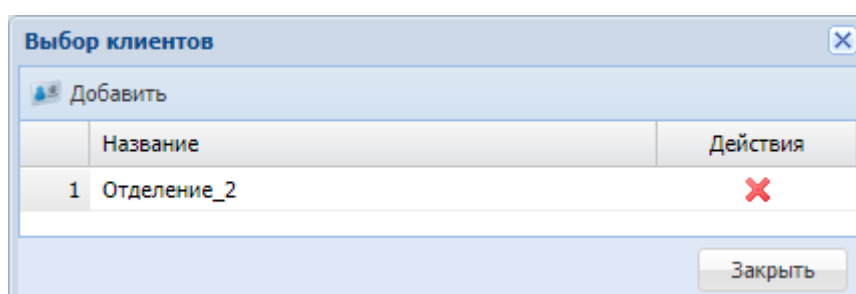 Выбор клиентов
Добавить
Название Действия
1 Отделение_2
Закрыть